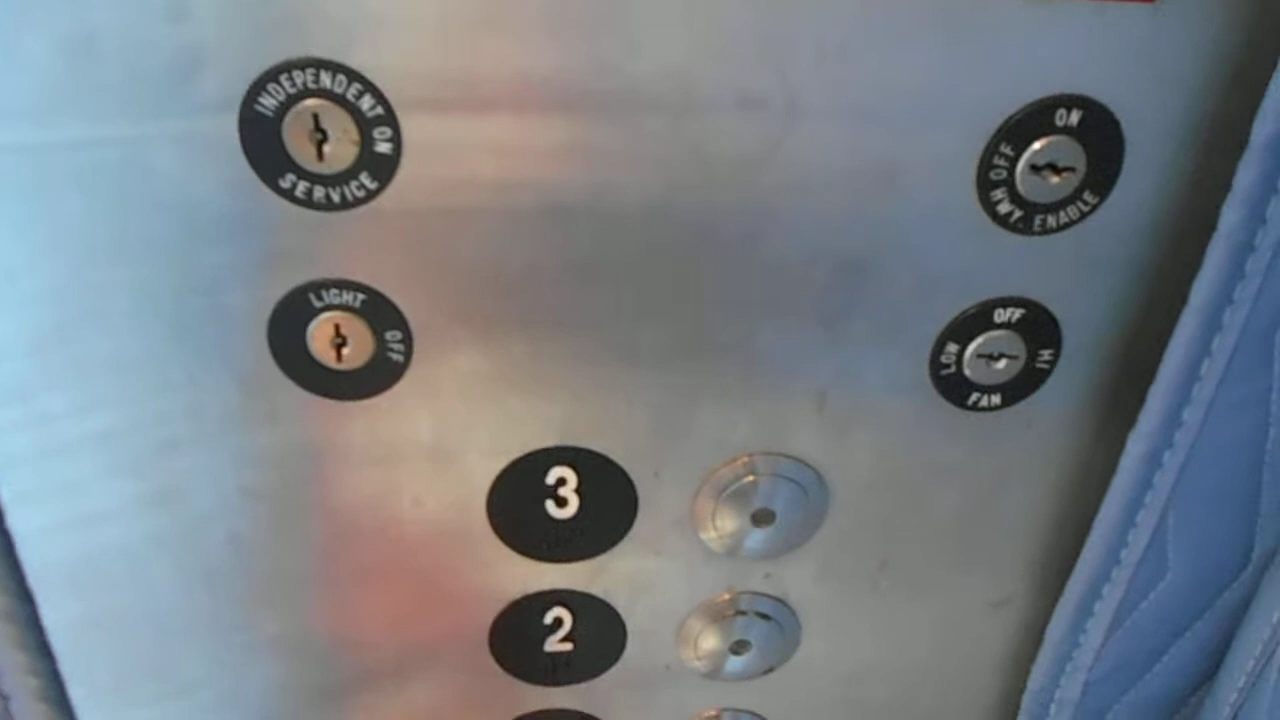 INDEPENDENT ON
SERVICE
ON
OFF
HWY. ENABLE
LIGHT
OFF
OFF
LOW
HI
FAN
3
2